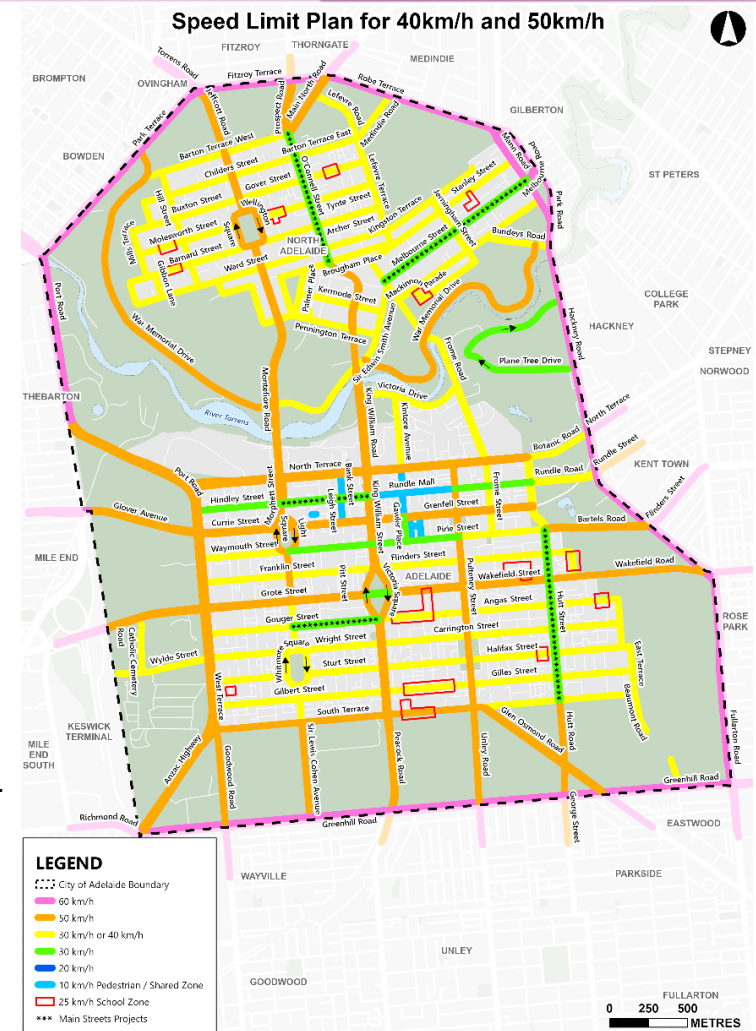 Speed Limit Plan for 40km/h and 50km/h
FITZROY
THORNGATE
MEDINDIE
Torrens Road
BROMPTON
OVINGHAM
Fitzroy Terrace
Robe Terrace
Jeffcott Road
Prospect Road
Main North Road
Lefevre Road
Medindie Road
GILBERTON
Park Terrace
Barton Terrace West
Barton Terrace East
Mann Road
BOWDEN
Childers Street
O'Connell Street
Lefevre Terrace
Park Road
ST PETERS
Gover Street
Stanley Street
Buxton Street
Hill Street
Tynte Street
Jerningham Street
Wellington
Square
Archer Street
Kingston Terrace
Molesworth Street
Mills Terrace
Barnard Street
Gibbon Lane
Ward Street
NORTH
ADELAIDE
Melbourne Street
Bundeys Road
Brougham Place
Palmer Place
Kermode Street
Mackinnon
Parade
Port Road
War Memorial Drive
War Memorial Drive
Pennington Terrace
Sir Edwin Smith Avenue
Frome Road
Hackney Road
COLLEGE
PARK
HACKNEY
STEPNEY
NORWOOD
Plane Tree Drive
THEBARTON
Montefiore Road
Victoria Drive
King William Road
Kintore Avenue
River Torrens
North Terrace
Rundle Street
Botanic Road
KENT TOWN
Port Road
North Terrace
Rundle Mall
Rundle Road
Flinders Street
Hindley Street
Morphett Street
Leigh Street
Bank Street
King William Street
Gawler Place
Grenfell Street
Frome Street
Glover Avenue
Currie Street
Light
Square
Pirie Street
Bartels Road
Waymouth Street
Flinders Street
MILE END
Franklin Street
Pitt Street
Victoria Square
ADELAIDE
Pulteney Street
Wakefield Street
Wakefield Road
Grote Street
Angas Street
Hutt Street
Gouger Street
Carrington Street
ROSE
PARK
Catholic Cemetery
Road
Wylde Street
Whitmore
Square
Wright Street
Sturt Street
Halifax Street
Gilles Street
East Terrace
West Terrace
Gilbert Street
South Terrace
Beaumont Road
Glen Osmond Road
KESWICK
TERMINAL
MILE
END
SOUTH
Anzac Highway
Goodwood Road
Sir Lewis Cohen Avenue
Peacock Road
Unley Road
Hutt Road
Fullarton Road
Greenhill Road
Richmond Road
Greenhill Road
George Street
EASTWOOD
LEGEND
City of Adelaide Boundary
60 km/h
50 km/h
30 km/h or 40 km/h
30 km/h
20 km/h
10 km/h Pedestrian / Shared Zone
25 km/h School Zone
Main Streets Projects
WAYVILLE
PARKSIDE
UNLEY
GOODWOOD
FULLARTON
0 250 500
METRES